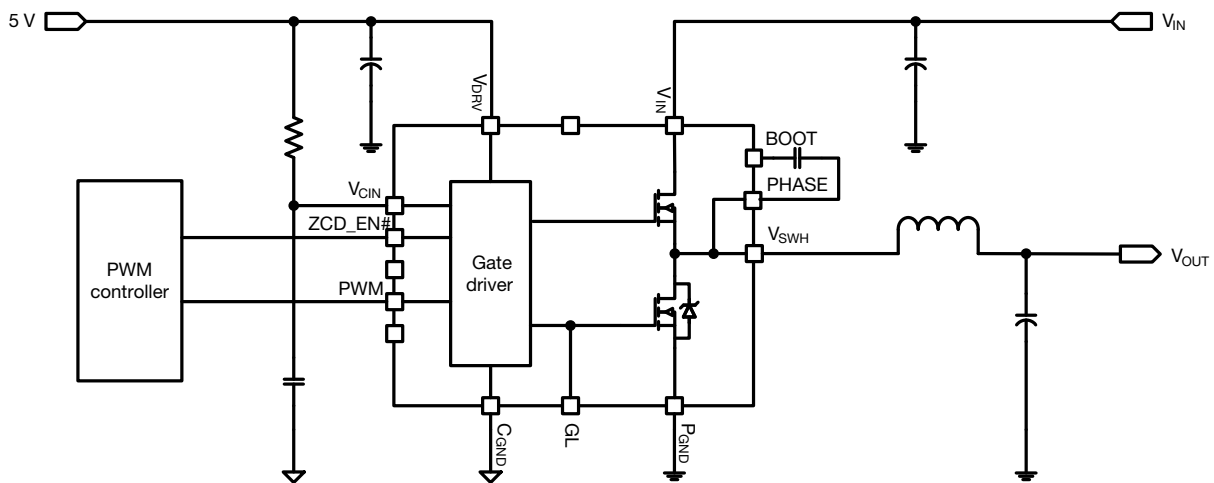 5 V
V_IN
V_DRV
V_IN
BOOT
PHASE
V_CIN
ZCD_EN#
V_SWH
PWM
controller
Gate
driver
V_OUT
PWM
C_GND
GL
P_GND